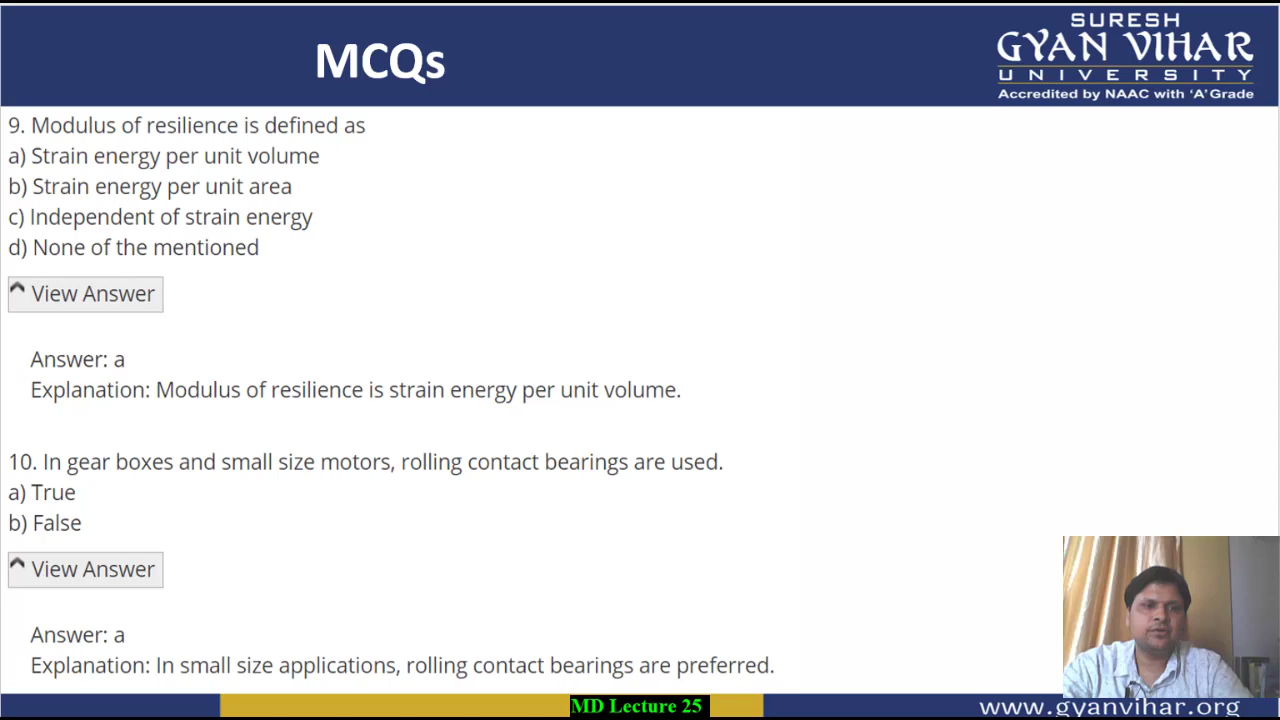 MCQs
SURESH
GYAN VIHAR
UNIVERSITY
Accredited by NAAC with 'A' Grade
9. Modulus of resilience is defined as
a) Strain energy per unit volume
b) Strain energy per unit area
c) Independent of strain energy
d) None of the mentioned
View Answer
Answer: a
Explanation: Modulus of resilience is strain energy per unit volume.
10. In gear boxes and small size motors, rolling contact bearings are used.
a) True
b) False
View Answer
Answer: a
Explanation: In small size applications, rolling contact bearings are preferred.
MD Lecture 25
www.gyanvihar.org